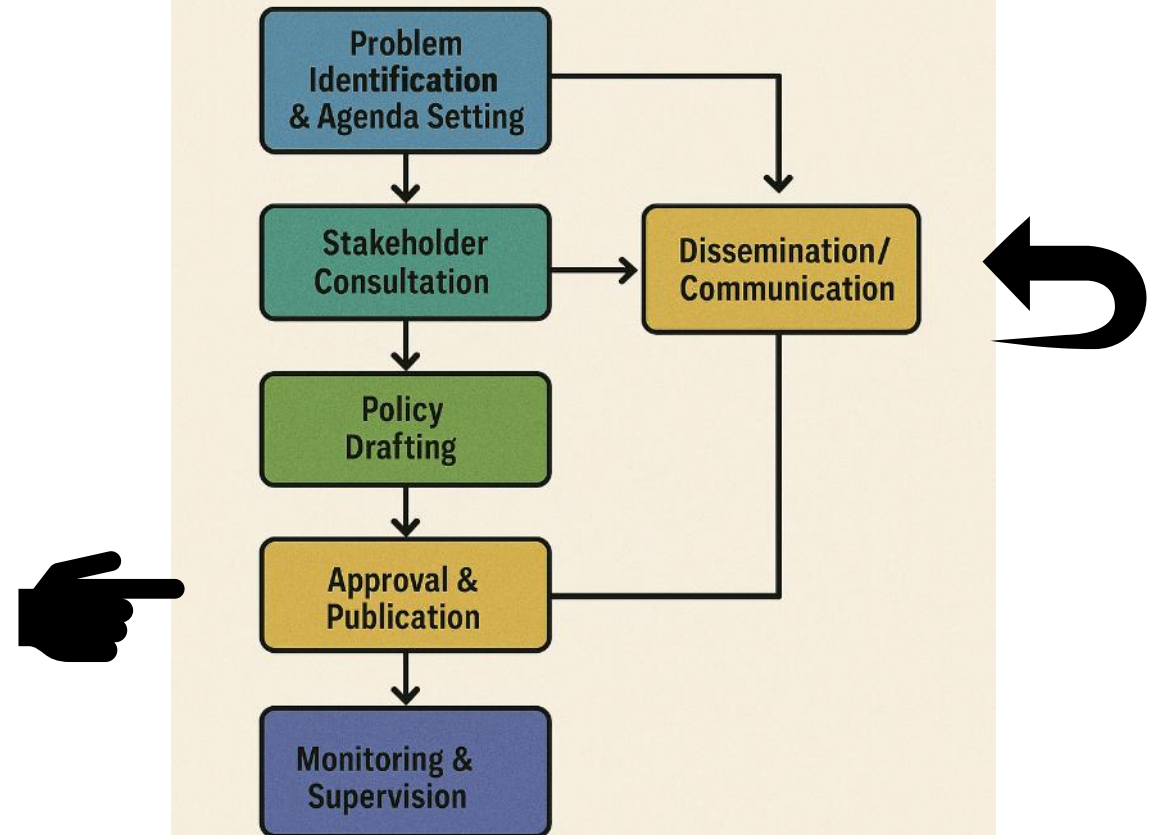 Problem
Identification
& Agenda Setting
Stakeholder
Consultation
Dissemination/
Communication
Policy
Drafting
Approval &
Publication
Monitoring &
Supervision